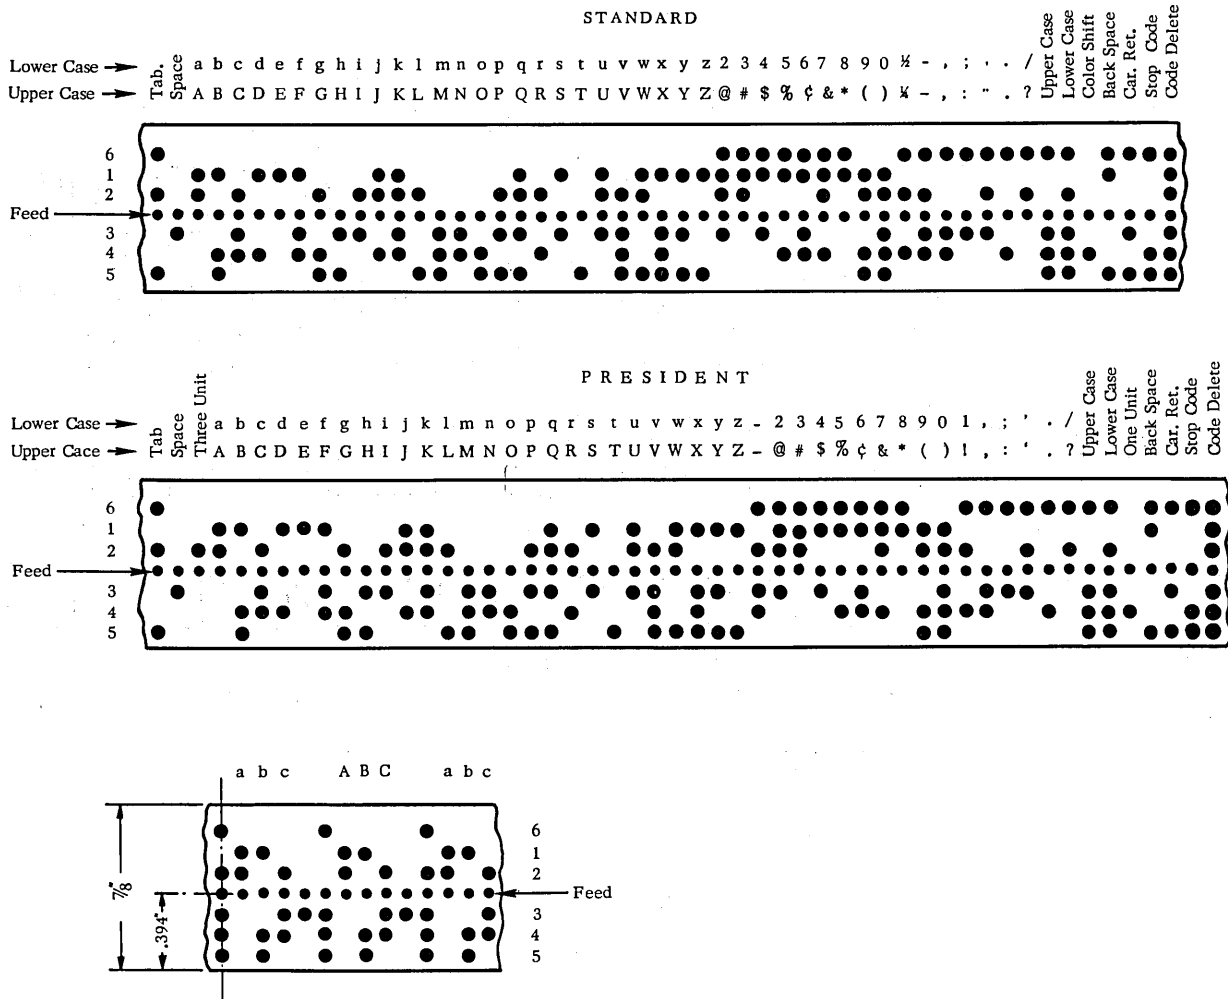 STANDARD
Lower Case Tab. Space a b c d e f g h i j k l m n o p q r s t u v w x y z 2 3 4 5 6 7 8 9 0 ½ - , ; ' . / Upper Case Lower Case Color Shift Back Space Car. Ret. Stop Code Code Delete
Upper Case A B C D E F G H I J K L M N O P Q R S T U V W X Y Z @ # $ % ¢ & * ( ) ¼ - , : " . ?
6
1
2
Feed
3
4
5
PRESIDENT
Lower Case Tab Space Three Unit a b c d e f g h i j k l m n o p q r s t u v w x y z - 2 3 4 5 6 7 8 9 0 1 , ; ' . / Upper Case Lower Case One Unit Back Space Car. Ret. Stop Code Code Delete
Upper Cace A B C D E F G H I J K L M N O P Q R S T U V W X Y Z - @ # $ % ¢ & * ( ) ! , : ' . ?
6
1
2
Feed
3
4
5
a b c A B C a b c
6
1
2
Feed
3
4
5
⅞"
.394"